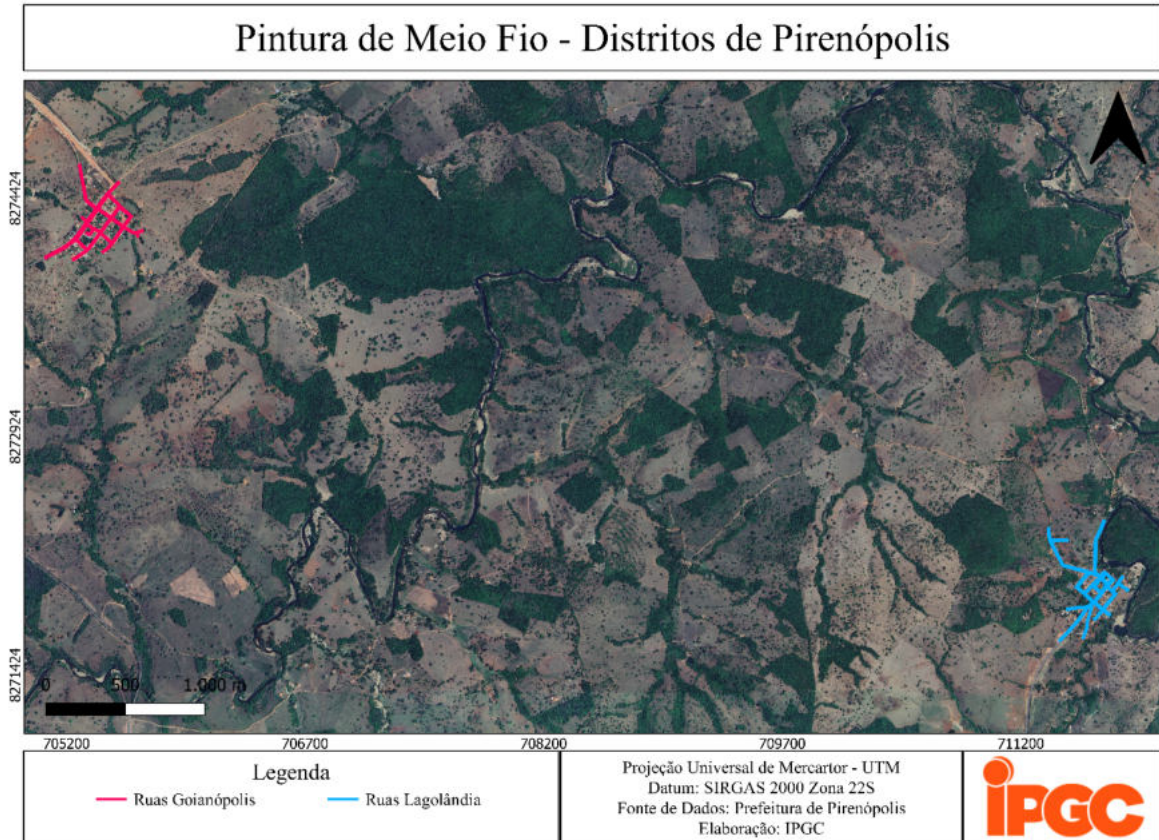 Pintura de Meio Fio - Distritos de Pirenópolis
8274424
8272924
8271424
0 500 1.000 m
705200 706700 708200 709700 711200
Legenda
Ruas Goianópolis Ruas Lagolândia
Projeção Universal de Mercartor - UTM
Datum: SIRGAS 2000 Zona 22S
Fonte de Dados: Prefeitura de Pirenópolis
Elaboração: IPGC
iPGC